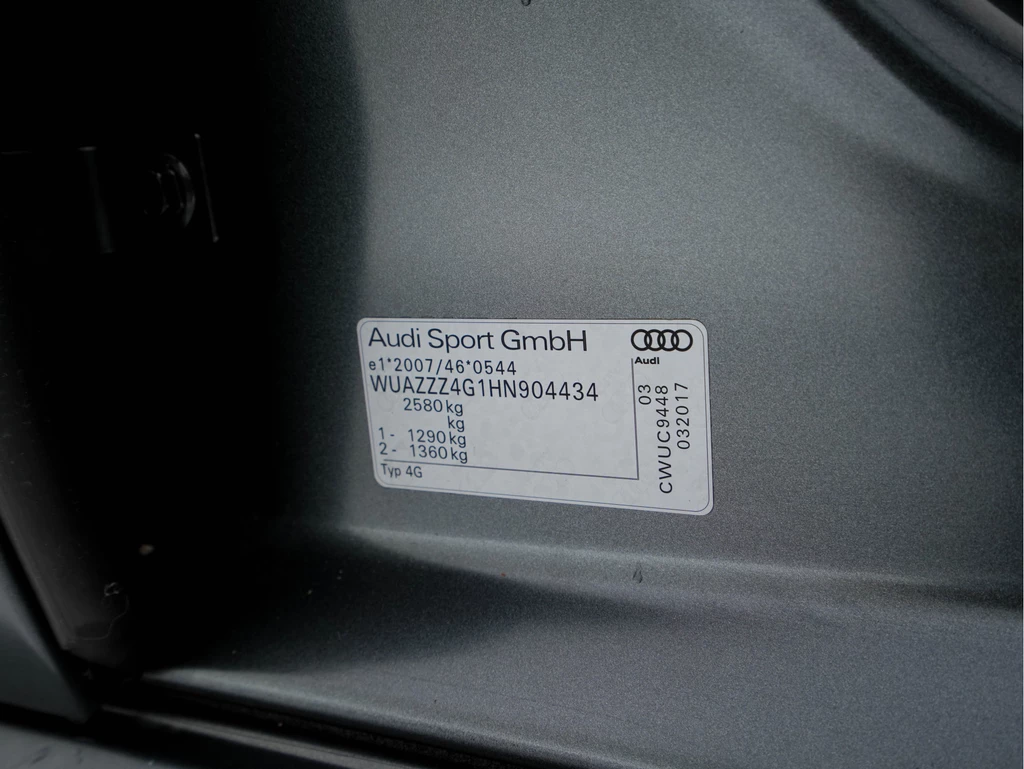 Audi Sport GmbH
Audi
e1*2007/46*0544
WUAZZZ4G1HN904434
2580 kg
kg
1- 1290 kg
2- 1360 kg
Typ 4G
03
CWUC9448
032017